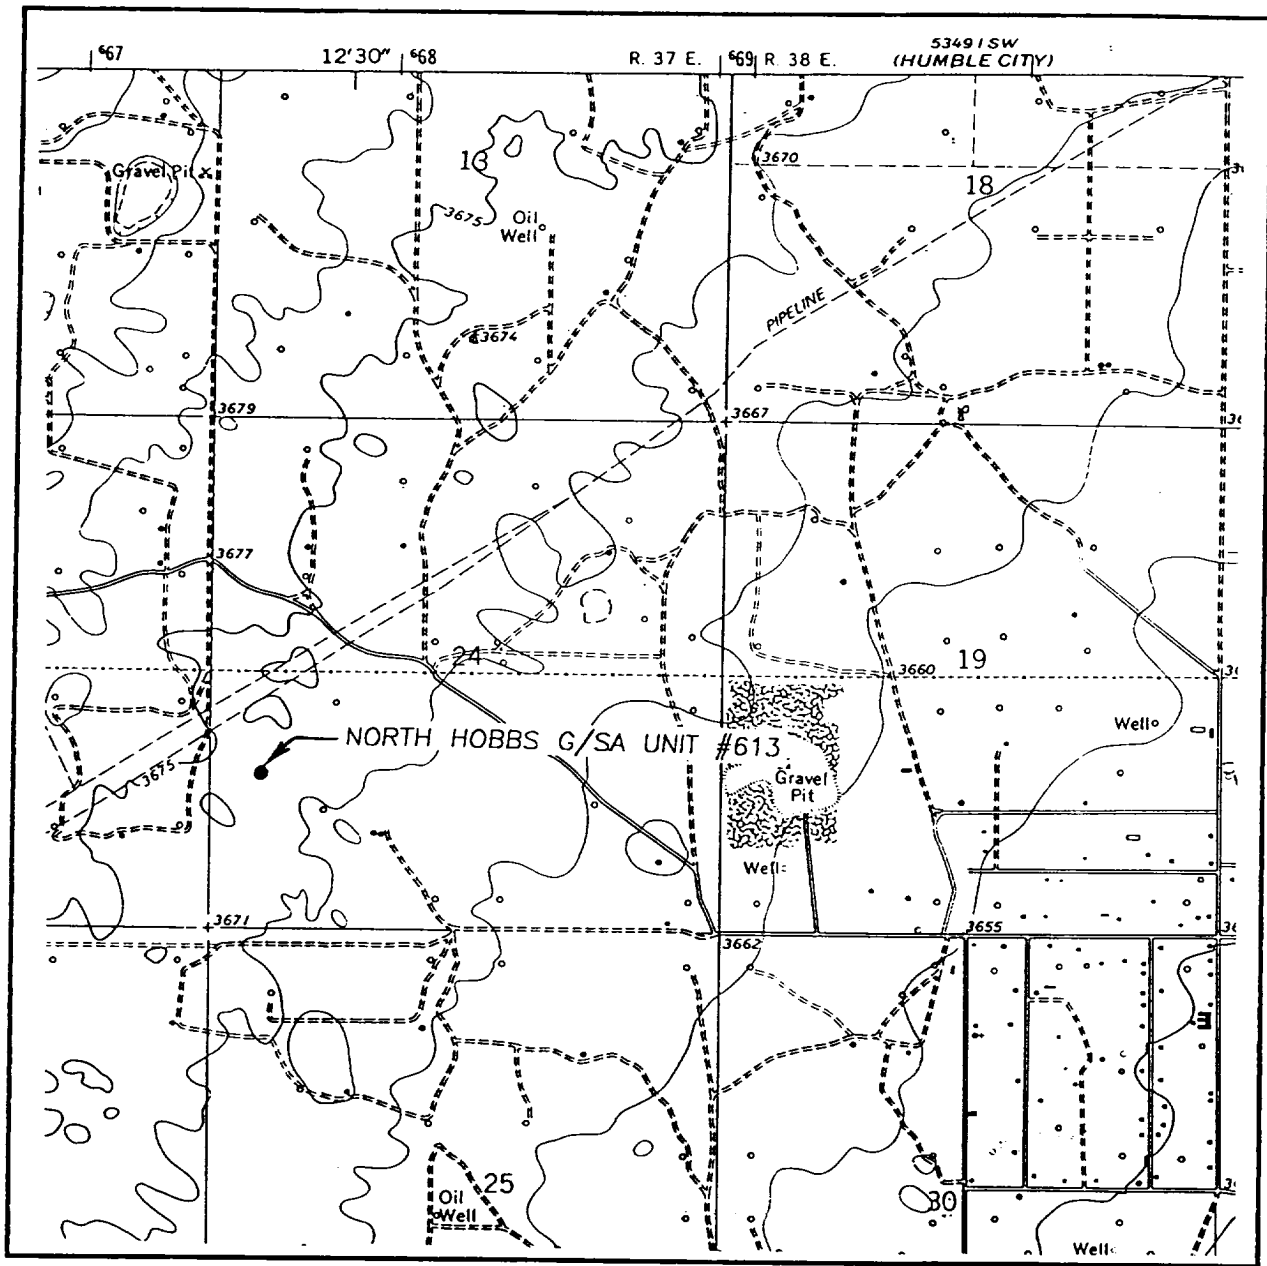 ⁶67
12'30"
⁶68
R. 37 E.
⁶69
R. 38 E.
5349 I SW
(HUMBLE CITY)
13
3670
18
Gravel Pit
3675
Oil
Well
PIPELINE
3674
3679
3667
3677
24
3660
19
Well
NORTH HOBBS G/SA UNIT #613
3675
Gravel
Pit
Well
3671
3662
3655
25
Oil
Well
30
Well